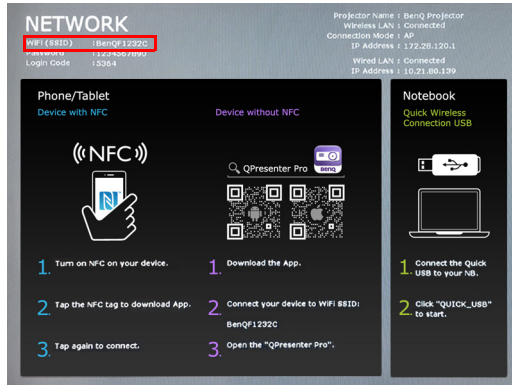 NETWORK
WiFi (SSID) :BenQF1232C
Password :1234567890
Login Code :5364
Projector Name : BenQ Projector
Wireless LAN : Connected
Connection Mode : AP
IP Address : 172.28.120.1
Wired LAN : Connected
IP Address : 10.21.80.139
Phone/Tablet
Device with NFC
NFC
N
1. Turn on NFC on your device.
2. Tap the NFC tag to download App.
3. Tap again to connect.
Device without NFC
QPresenter Pro
BenQ
1. Download the App.
2. Connect your device to WiFi SSID:
BenQF1232C
3. Open the "QPresenter Pro".
Notebook
Quick Wireless
Connection USB
1. Connect the Quick
USB to your NB.
2. Click "QUICK_USB"
to start.